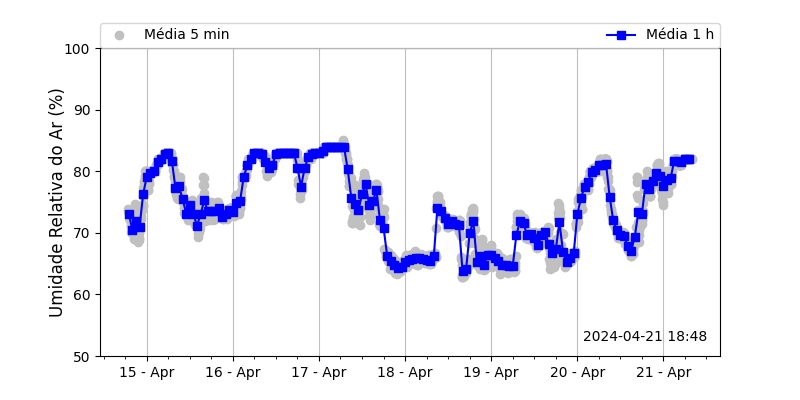 Média 5 min
Média 1 h
Umidade Relativa do Ar (%)
100
90
80
70
60
50
2024-04-21 18:48
15 - Apr
16 - Apr
17 - Apr
18 - Apr
19 - Apr
20 - Apr
21 - Apr